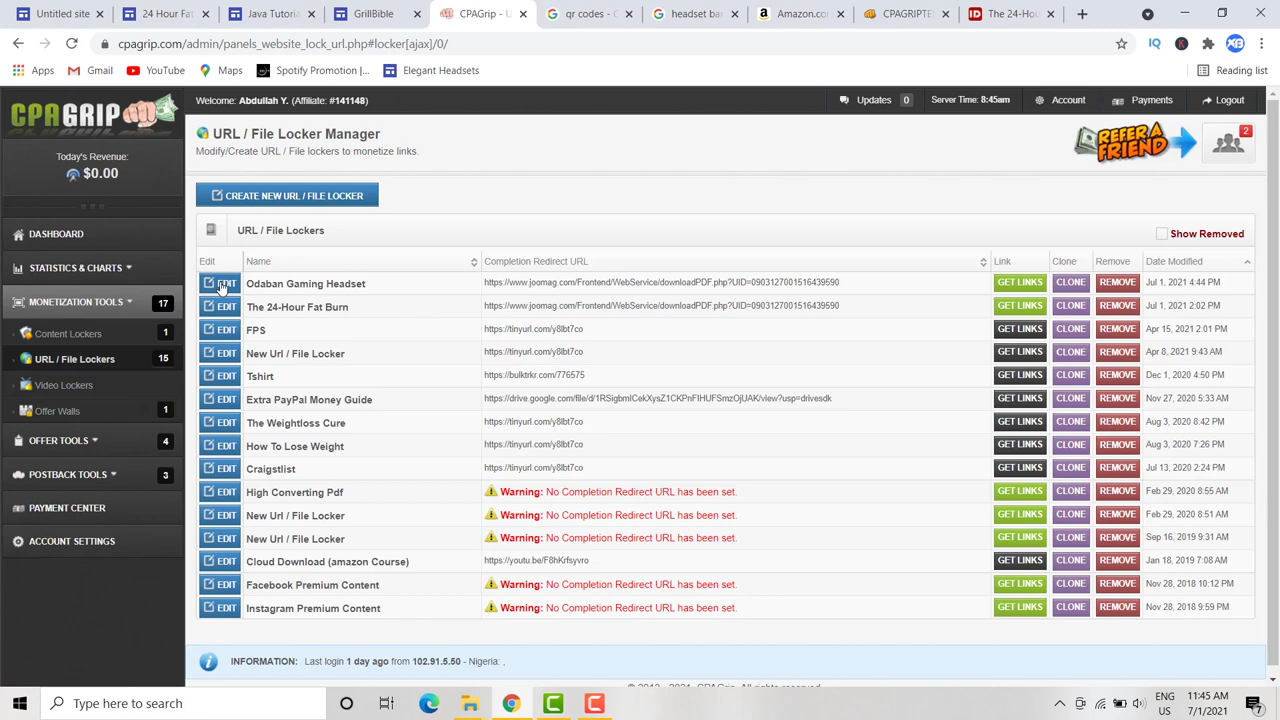 Untitled website
24 Hour Fat
Java Tutorial
GrillBible
CPAGrip - U
qr codes - G
headset bra
Amazon.co
CPAGRIPTE
The 24-Hour
cpagrip.com/admin/panels_website_lock_url.php#locker[ajax]/0/
Apps Gmail YouTube Maps Spotify Promotion |... Elegant Headsets Reading list
CPAGRIP
Welcome: Abdullah Y. (Affiliate: #141148)
Updates 0 Server Time: 8:45am Account Payments Logout
Today's Revenue:
$0.00
URL / File Locker Manager
Modify/Create URL / File lockers to monetize links.
REFER A FRIEND 2
CREATE NEW URL / FILE LOCKER
DASHBOARD
STATISTICS & CHARTS
MONETIZATION TOOLS 17
Content Lockers 1
URL / File Lockers 15
Video Lockers
Offer Walls 1
OFFER TOOLS 4
POSTBACK TOOLS 3
PAYMENT CENTER
ACCOUNT SETTINGS
URL / File Lockers Show Removed
Edit Name Completion Redirect URL Link Clone Remove Date Modified
EDIT Odaban Gaming Headset https://www.joomag.com/Frontend/WebService/downloadPDF.php?UID=0903127001516439590 GET LINKS CLONE REMOVE Jul 1, 2021 4:44 PM
EDIT The 24-Hour Fat Burn https://www.joomag.com/Frontend/WebService/downloadPDF.php?UID=0903127001516439590 GET LINKS CLONE REMOVE Jul 1, 2021 2:02 PM
EDIT FPS https://tinyurl.com/y8lbt7co GET LINKS CLONE REMOVE Apr 15, 2021 2:01 PM
EDIT New Url / File Locker https://tinyurl.com/y8lbt7co GET LINKS CLONE REMOVE Apr 8, 2021 9:43 AM
EDIT Tshirt https://bulktrkr.com/776575 GET LINKS CLONE REMOVE Dec 1, 2020 4:50 PM
EDIT Extra PayPal Money Guide https://drive.google.com/file/d/1RSigbmlCekXysZ1CKPnFIHUFSmzOjUAK/view?usp=drivesdk GET LINKS CLONE REMOVE Nov 27, 2020 5:33 AM
EDIT The Weightloss Cure https://tinyurl.com/y8lbt7co GET LINKS CLONE REMOVE Aug 3, 2020 8:42 PM
EDIT How To Lose Weight https://tinyurl.com/y8lbt7co GET LINKS CLONE REMOVE Aug 3, 2020 7:26 PM
EDIT Craigstlist https://tinyurl.com/y8lbt7co GET LINKS CLONE REMOVE Jul 13, 2020 2:24 PM
EDIT High Converting Pdf Warning: No Completion Redirect URL has been set. GET LINKS CLONE REMOVE Feb 29, 2020 8:55 AM
EDIT New Url / File Locker Warning: No Completion Redirect URL has been set. GET LINKS CLONE REMOVE Feb 29, 2020 8:51 AM
EDIT New Url / File Locker Warning: No Completion Redirect URL has been set. GET LINKS CLONE REMOVE Sep 16, 2019 9:31 AM
EDIT Cloud Download (amazon Course) https://youtu.be/F8hKrfsyvro GET LINKS CLONE REMOVE Jan 18, 2019 7:08 AM
EDIT Facebook Premium Content Warning: No Completion Redirect URL has been set. GET LINKS CLONE REMOVE Nov 28, 2018 10:12 PM
EDIT Instagram Premium Content Warning: No Completion Redirect URL has been set. GET LINKS CLONE REMOVE Nov 28, 2018 9:59 PM
INFORMATION: Last login 1 day ago from 102.91.5.50 - Nigeria: ,
Type here to search
ENG
US
11:45 AM
7/1/2021
7